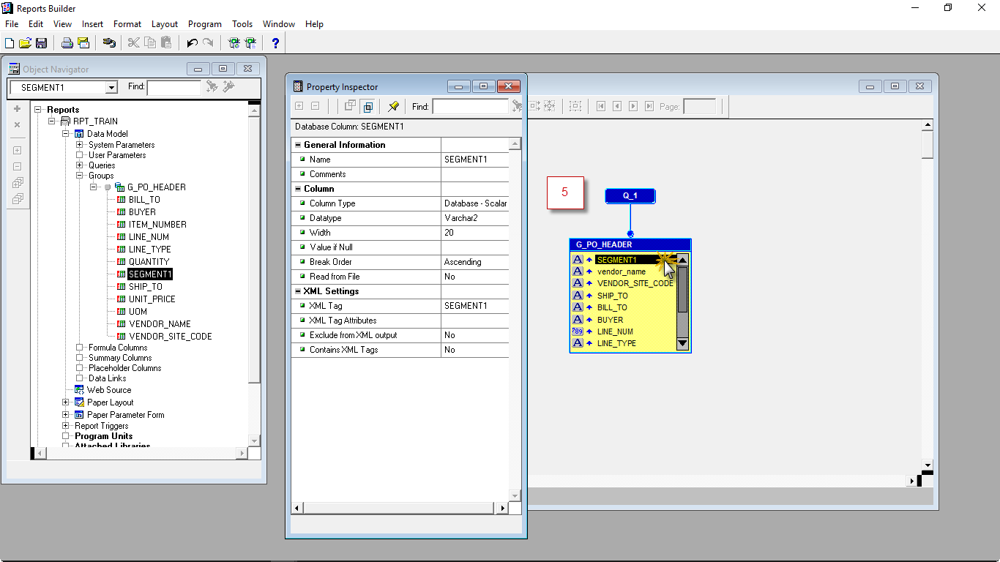 Reports Builder
File Edit View Insert Format Layout Program Tools Window Help
Object Navigator
SEGMENT1 Find:
Reports
RPT_TRAIN
Data Model
System Parameters
User Parameters
Queries
Groups
G_PO_HEADER
BILL_TO
BUYER
ITEM_NUMBER
LINE_NUM
LINE_TYPE
QUANTITY
SEGMENT1
SHIP_TO
UNIT_PRICE
UOM
VENDOR_NAME
VENDOR_SITE_CODE
Formula Columns
Summary Columns
Placeholder Columns
Data Links
Web Source
Paper Layout
Paper Parameter Form
Report Triggers
Program Units
Attached Libraries
Property Inspector
Find:
Database Column: SEGMENT1
General Information
Name SEGMENT1
Comments
Column
Column Type Database - Scalar
Datatype Varchar2
Width 20
Value if Null
Break Order Ascending
Read from File No
XML Settings
XML Tag SEGMENT1
XML Tag Attributes
Exclude from XML output No
Contains XML Tags No
Page:
5
Q_1
G_PO_HEADER
A SEGMENT1
A vendor_name
A VENDOR_SITE_CODE
A SHIP_TO
A BILL_TO
A BUYER
789 LINE_NUM
A LINE_TYPE